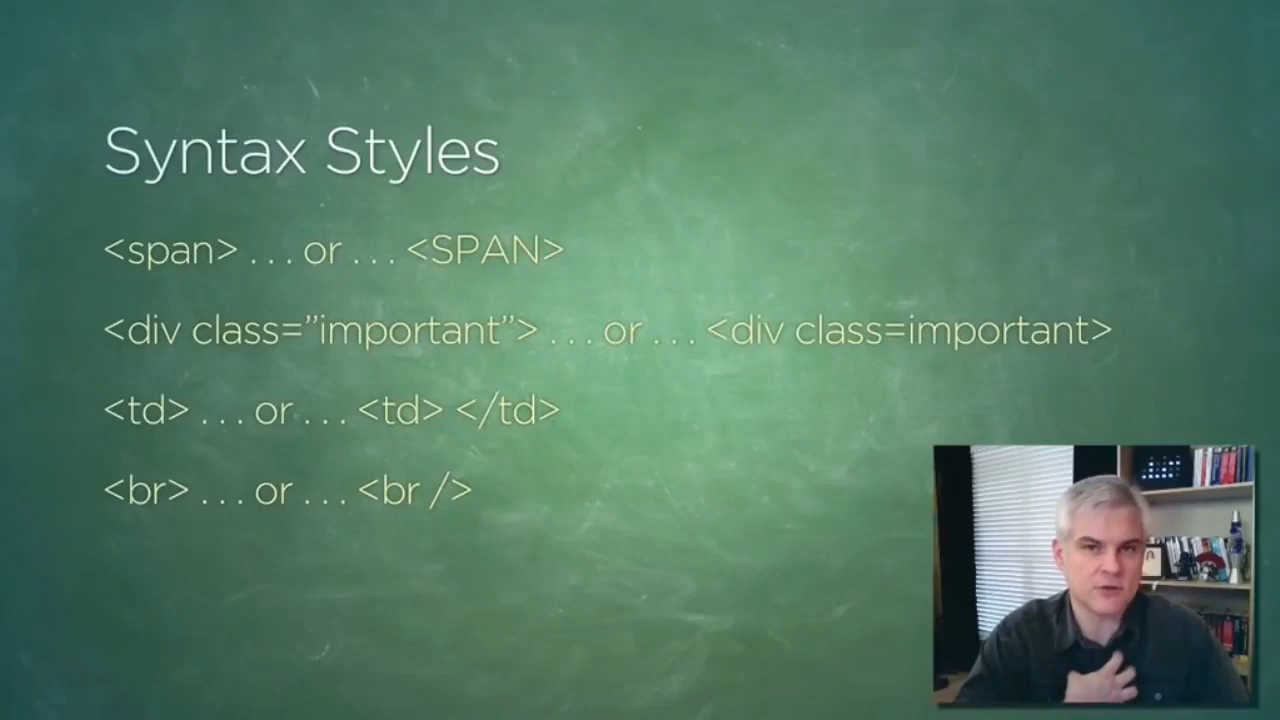 Syntax Styles
<span> . . . or . . . <SPAN>
<div class=”important”> . . . or . . . <div class=important>
<td> . . . or . . . <td> </td>
<br> . . . or . . . <br />